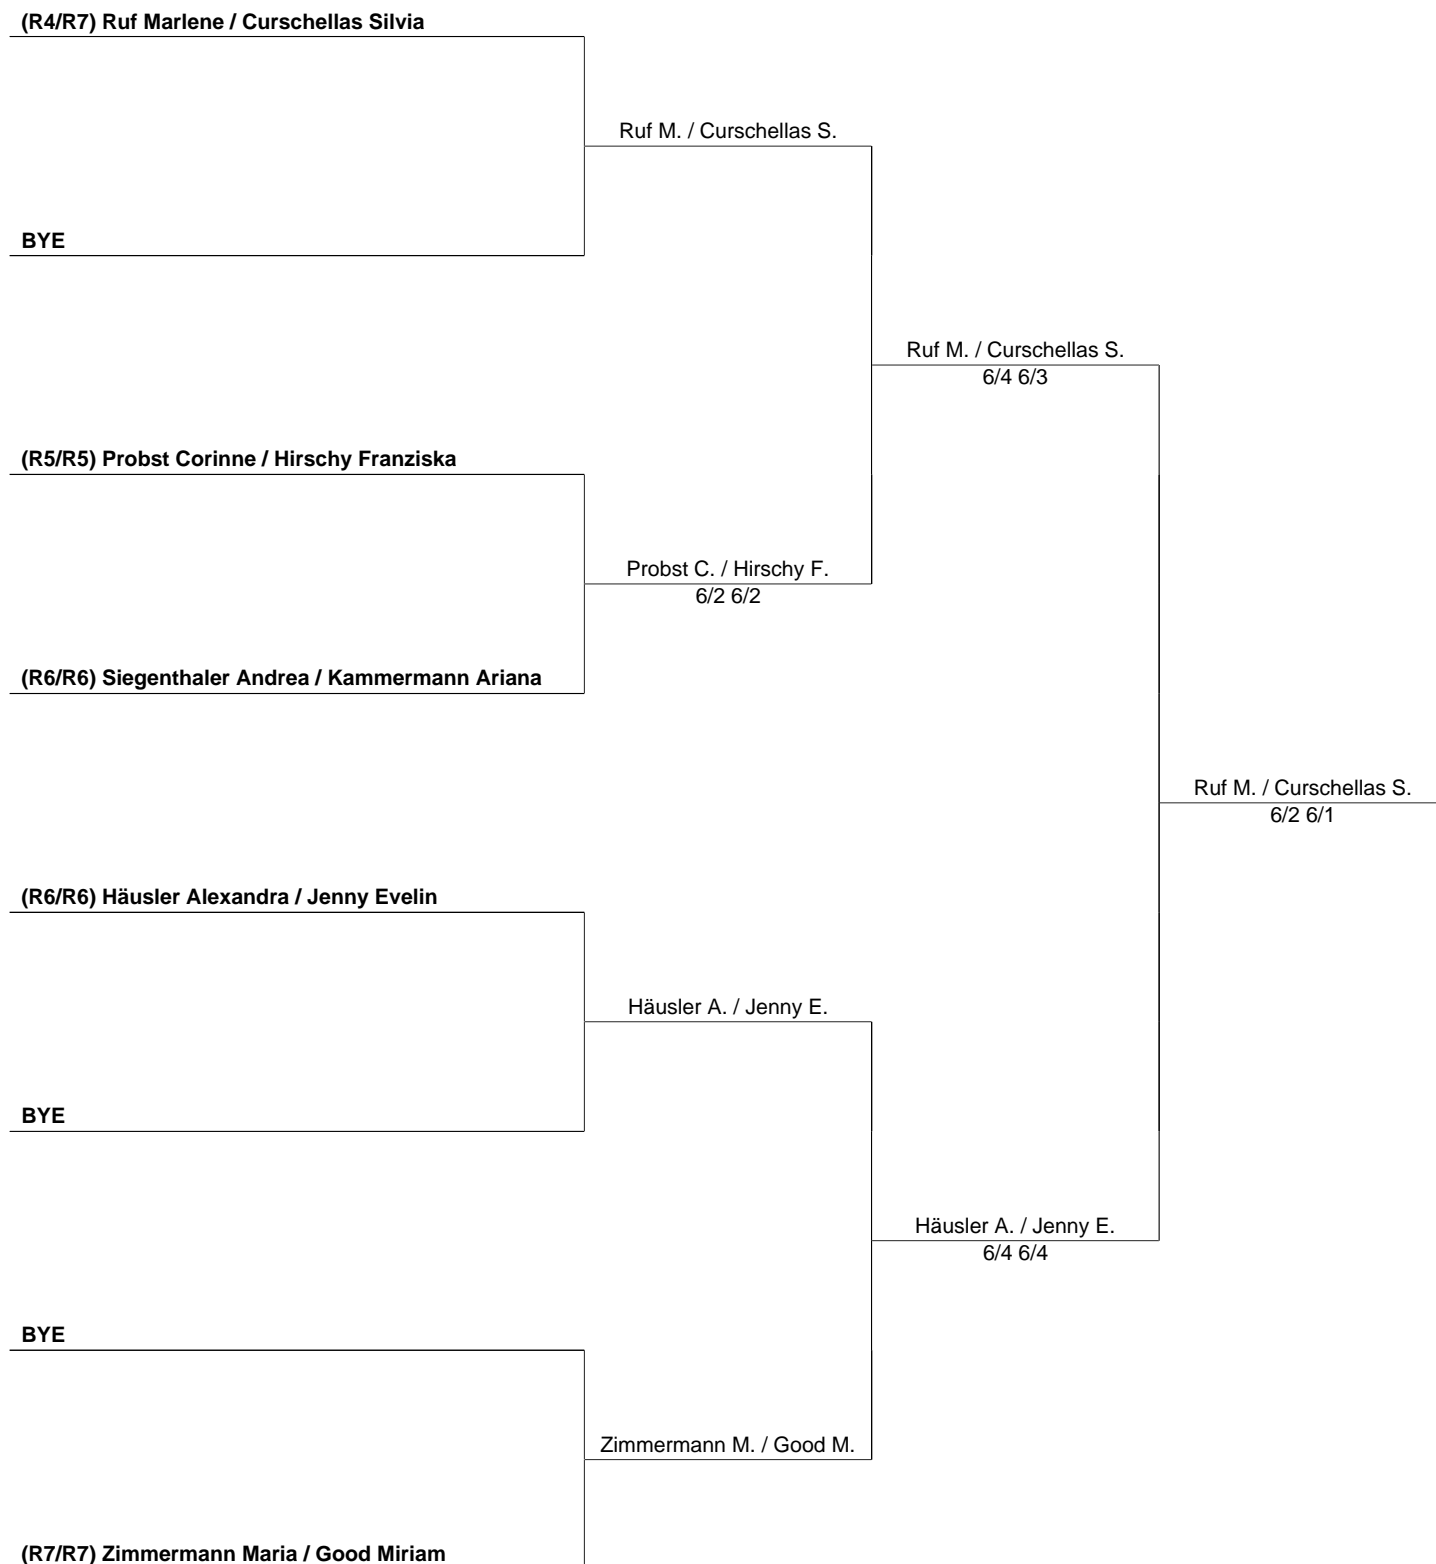 (R4/R7) Ruf Marlene / Curschellas Silvia
Ruf M. / Curschellas S.
BYE
Ruf M. / Curschellas S.
6/4 6/3
(R5/R5) Probst Corinne / Hirschy Franziska
Probst C. / Hirschy F.
6/2 6/2
(R6/R6) Siegenthaler Andrea / Kammermann Ariana
Ruf M. / Curschellas S.
6/2 6/1
(R6/R6) Häusler Alexandra / Jenny Evelin
Häusler A. / Jenny E.
BYE
Häusler A. / Jenny E.
6/4 6/4
BYE
Zimmermann M. / Good M.
(R7/R7) Zimmermann Maria / Good Miriam